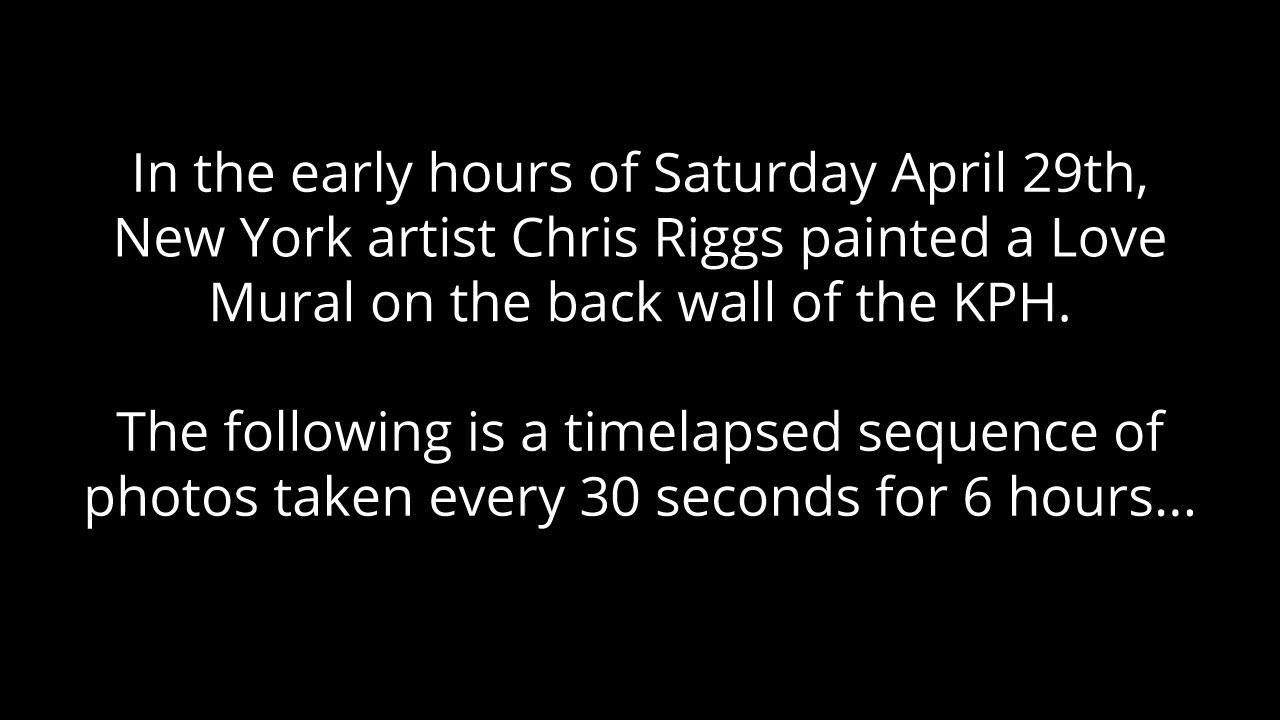 In the early hours of Saturday April 29th,
New York artist Chris Riggs painted a Love
Mural on the back wall of the KPH.
The following is a timelapsed sequence of
photos taken every 30 seconds for 6 hours...